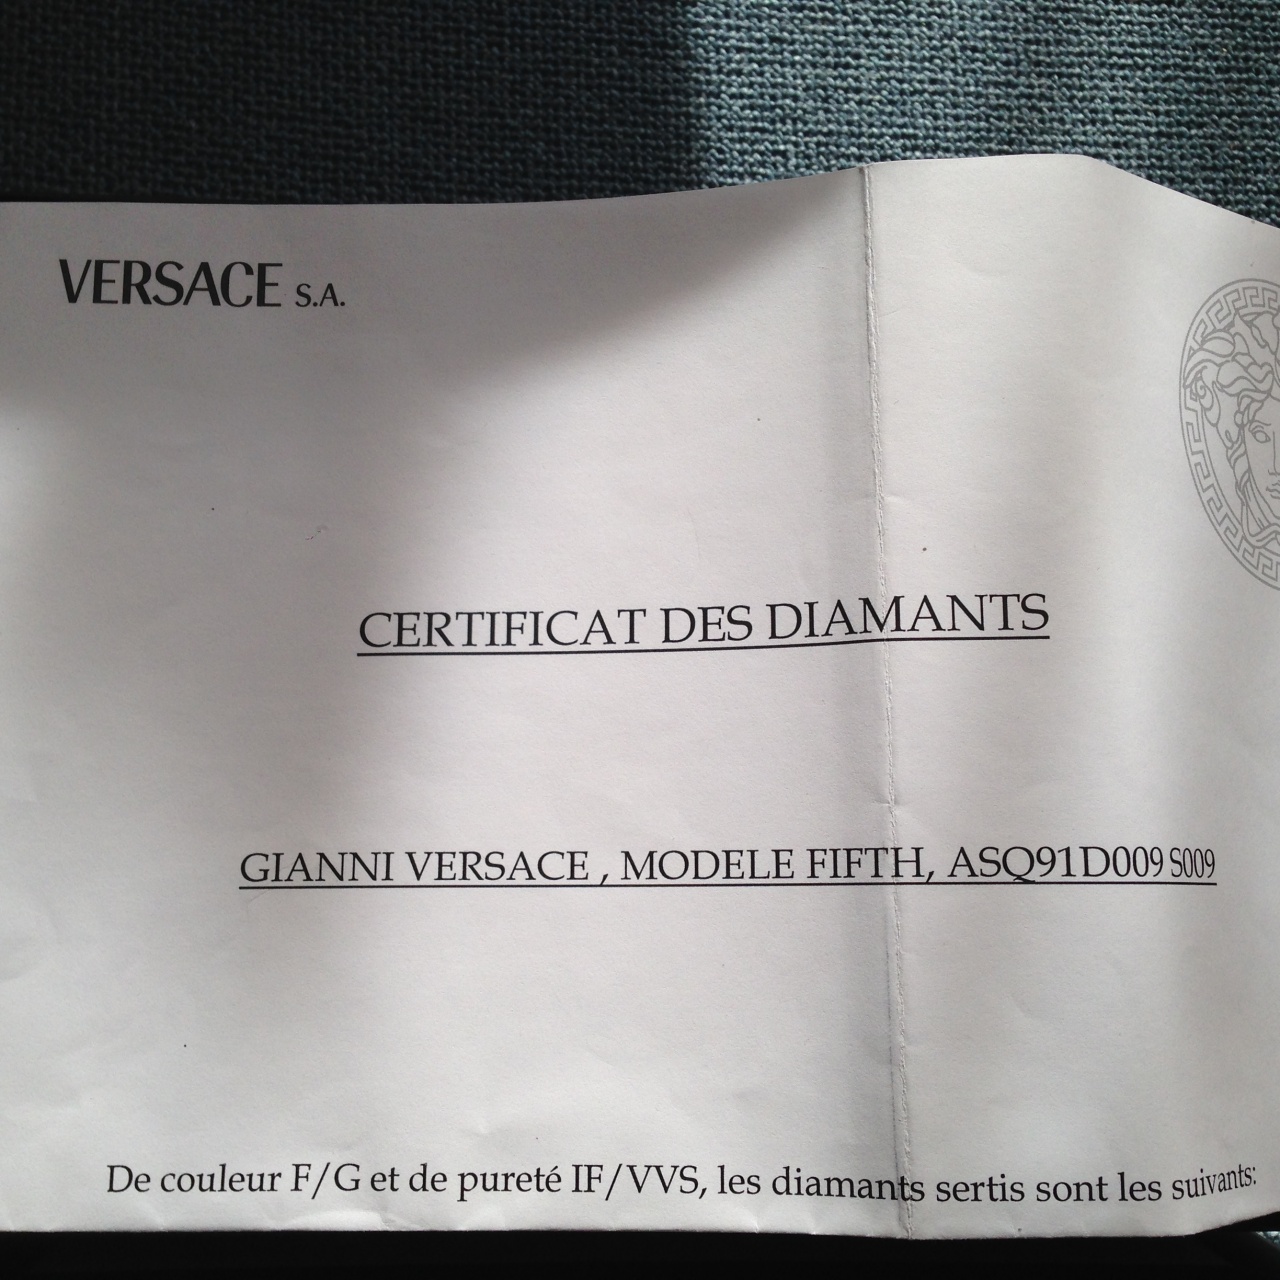 VERSACE S.A.
CERTIFICAT DES DIAMANTS
GIANNI VERSACE , MODELE FIFTH, ASQ91D009 S009
De couleur F/G et de pureté IF/VVS, les diamants sertis sont les suivants: